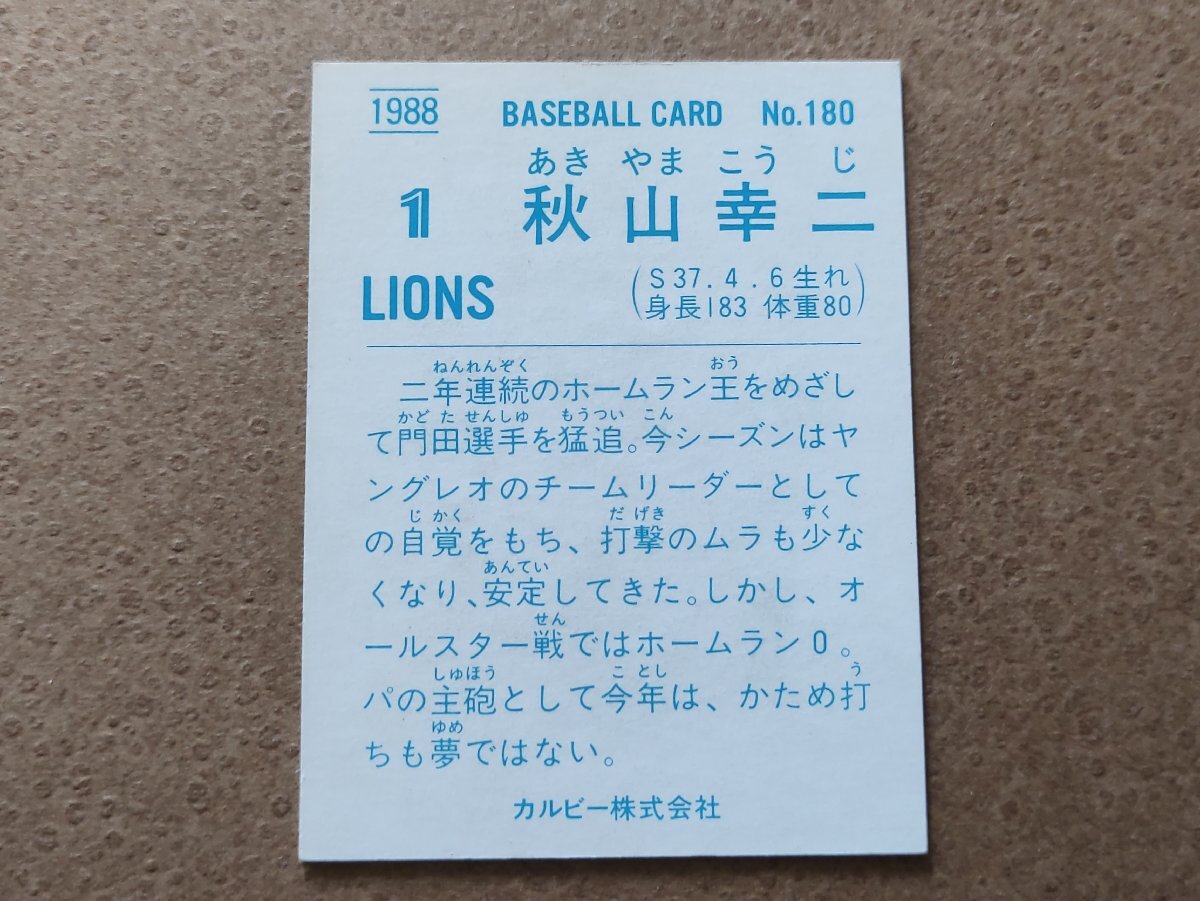 1988 BASEBALL CARD No.180
あき やま こう じ
1 秋山幸二
LIONS
(S37.4.6生れ
身長183 体重80)
ねんれんぞく おう
二年連続のホームラン王をめざし
かど た せんしゅ もうつい こん
て門田選手を猛追。今シーズンはヤ
ングレオのチームリーダーとして
じ かく だ げき すく
の自覚をもち、打撃のムラも少な
あんてい
くなり、安定してきた。しかし、オ
せん
ールスター戦ではホームラン0。
しゅほう こ とし う
パの主砲として今年は、かため打
ゆめ
ちも夢ではない。
カルビー株式会社